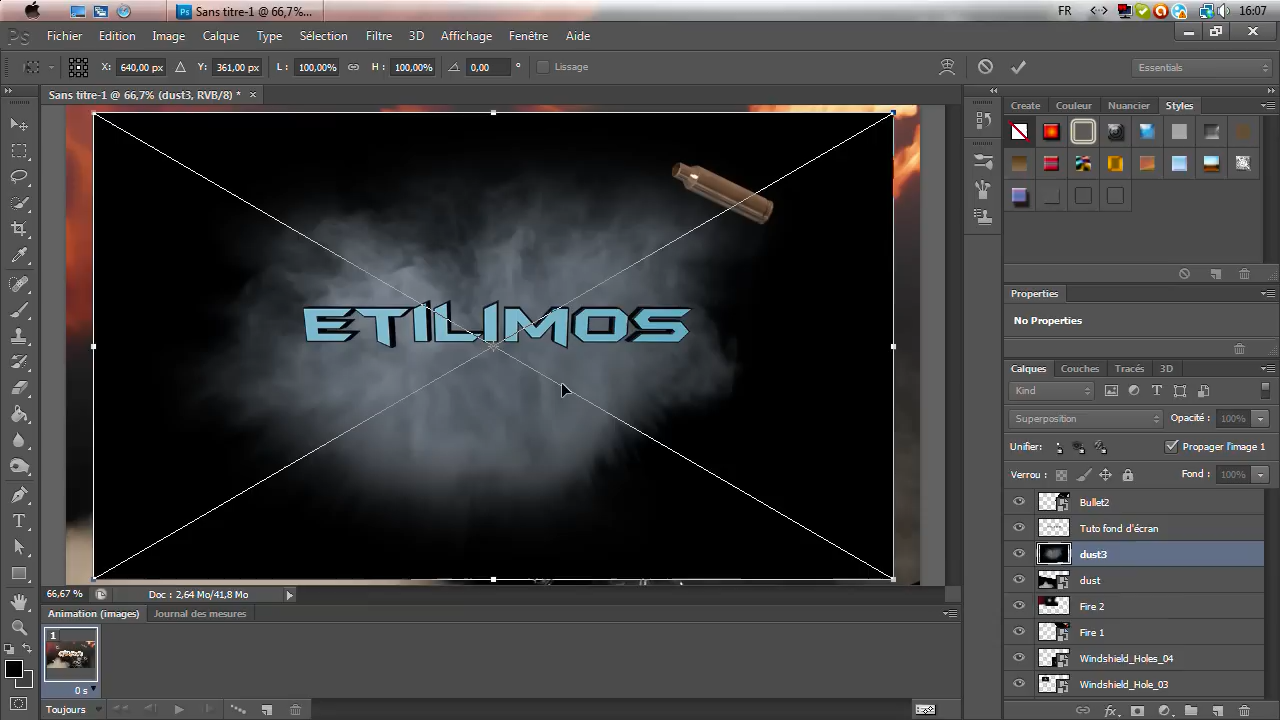 Ps Sans titre-1 @ 66,7%...
FR
16:07
Ps Fichier Edition Image Calque Type Sélection Filtre 3D Affichage Fenêtre Aide
X: 640,00 px Y: 361,00 px L: 100,00% H: 100,00% 0,00 ° Lissage Essentials
Sans titre-1 @ 66,7% (dust3, RVB/8) * ×
Create Couleur Nuancier Styles
ETILIMOS
Properties
No Properties
Calques Couches Tracés 3D
Kind
Superposition Opacité : 100%
Unifier: Propager l'image 1
Verrou : Fond : 100%
Bullet2
Tuto fond d'écran
dust3
dust
Fire 2
Fire 1
Windshield_Holes_04
Windshield_Hole_03
66,67 % Doc : 2,64 Mo/41,8 Mo
Animation (images) Journal des mesures
1
0 s
Toujours
fx